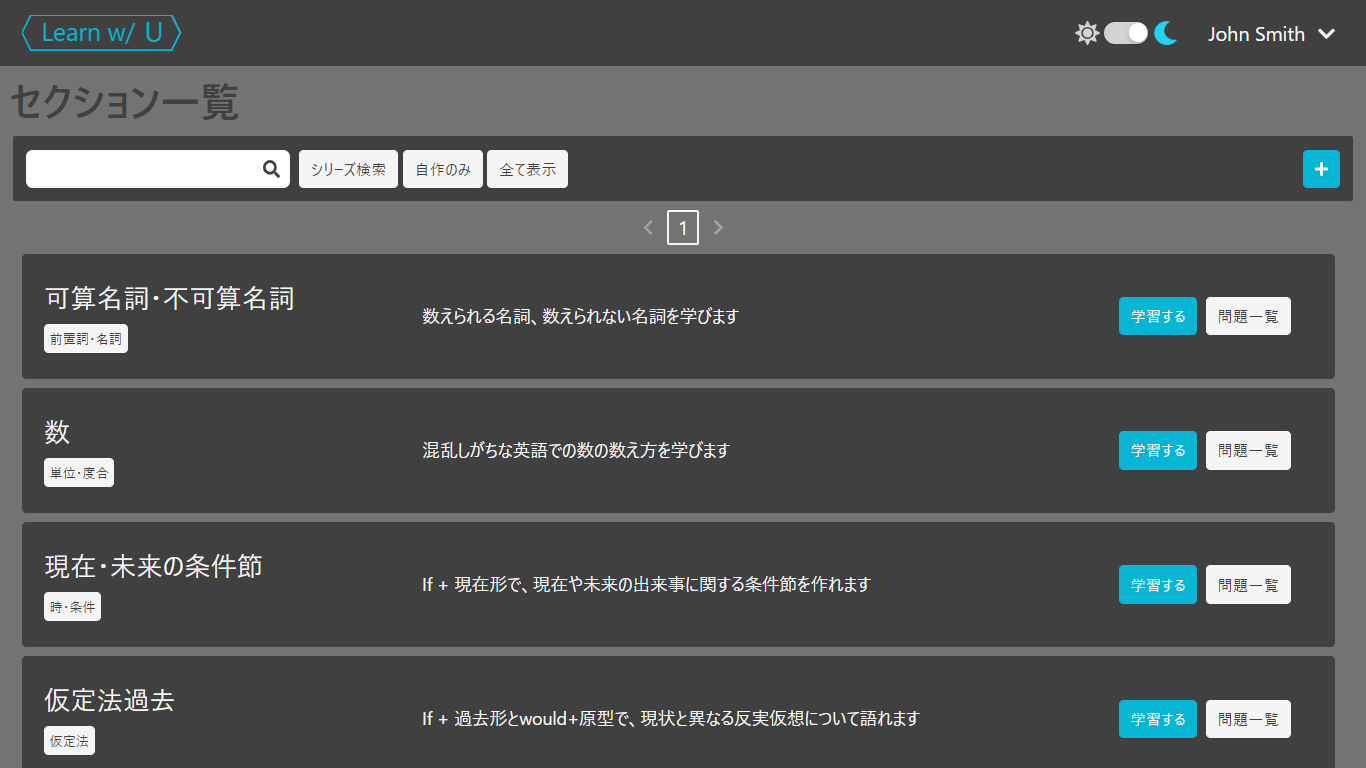 Learn w/ U
John Smith
セクション一覧
シリーズ検索 自作のみ 全て表示
1
可算名詞・不可算名詞
前置詞・名詞
数えられる名詞、数えられない名詞を学びます
学習する 問題一覧
数
単位・度合
混乱しがちな英語での数の数え方を学びます
学習する 問題一覧
現在・未来の条件節
時・条件
If + 現在形で、現在や未来の出来事に関する条件節を作れます
学習する 問題一覧
仮定法過去
仮定法
If + 過去形とwould+原型で、現状と異なる反実仮想について語れます
学習する 問題一覧